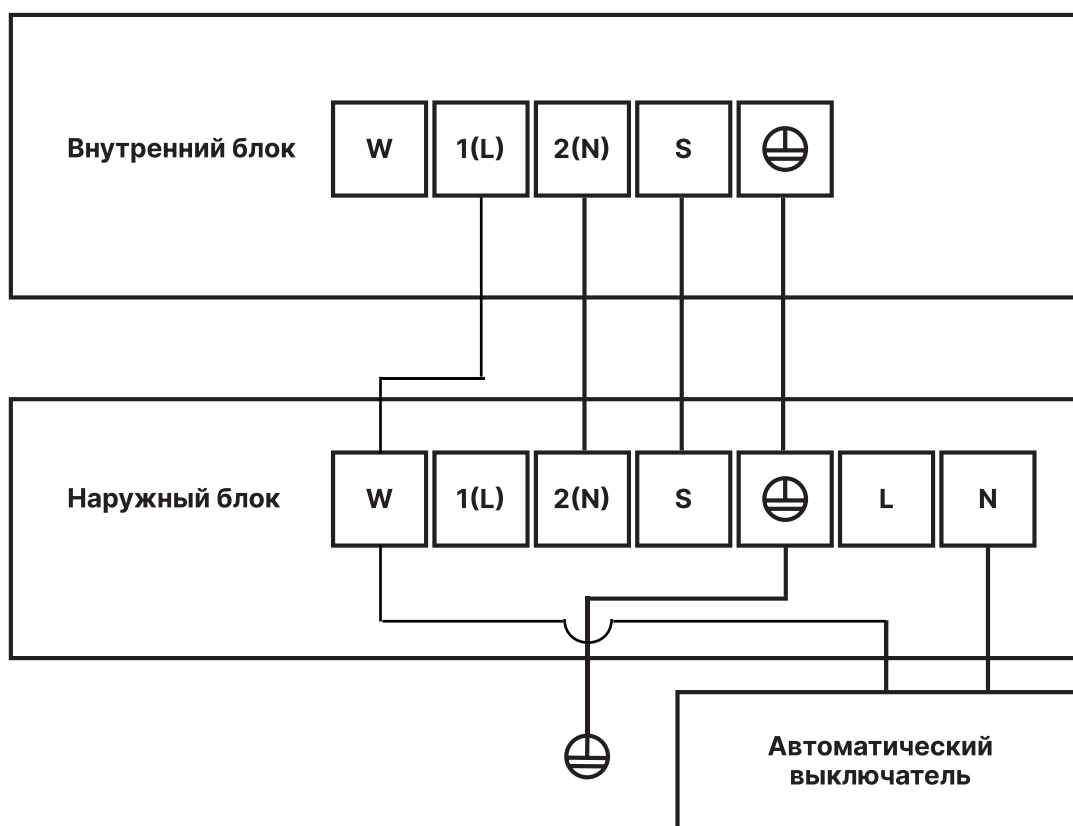 Внутренний блок
W
1(L)
2(N)
S
Наружный блок
W
1(L)
2(N)
S
L
N
Автоматический
выключатель